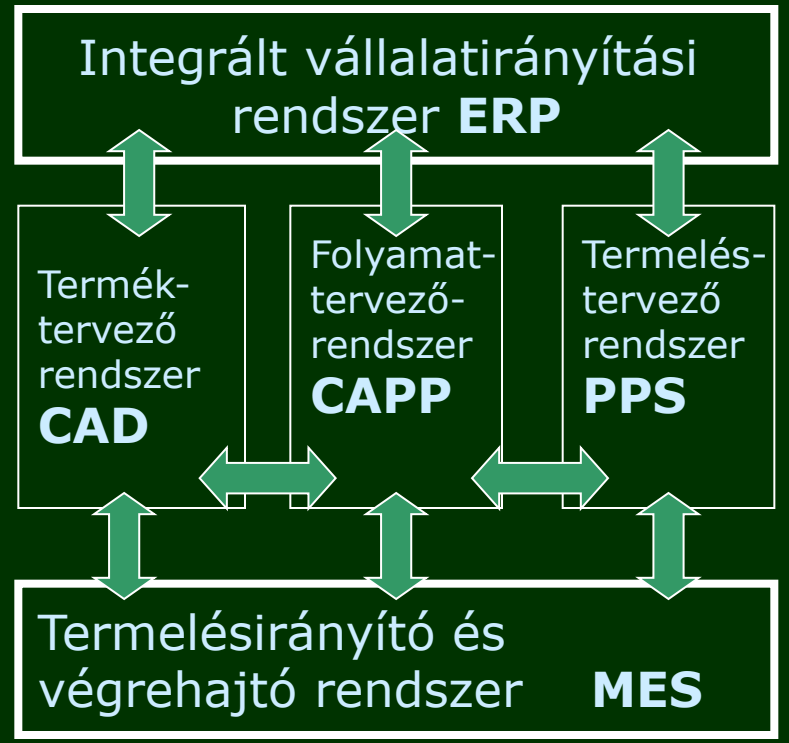 Integrált vállalatirányítási
rendszer ERP
Termék-
tervező
rendszer
CAD
Folyamat-
tervező-
rendszer
CAPP
Termelés-
tervező
rendszer
PPS
Termelésirányító és
végrehajtó rendszer MES